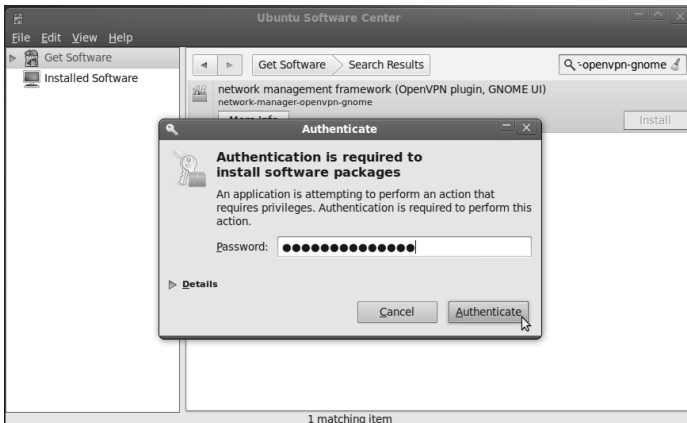 Ubuntu Software Center
File Edit View Help
Get Software
Installed Software
Get Software
Search Results
-openvpn-gnome
network management framework (OpenVPN plugin, GNOME UI)
network-manager-openvpn-gnome
More Info
Install
Authenticate
Authentication is required to
install software packages
An application is attempting to perform an action that
requires privileges. Authentication is required to perform this
action.
Password:
Details
Cancel
Authenticate
1 matching item